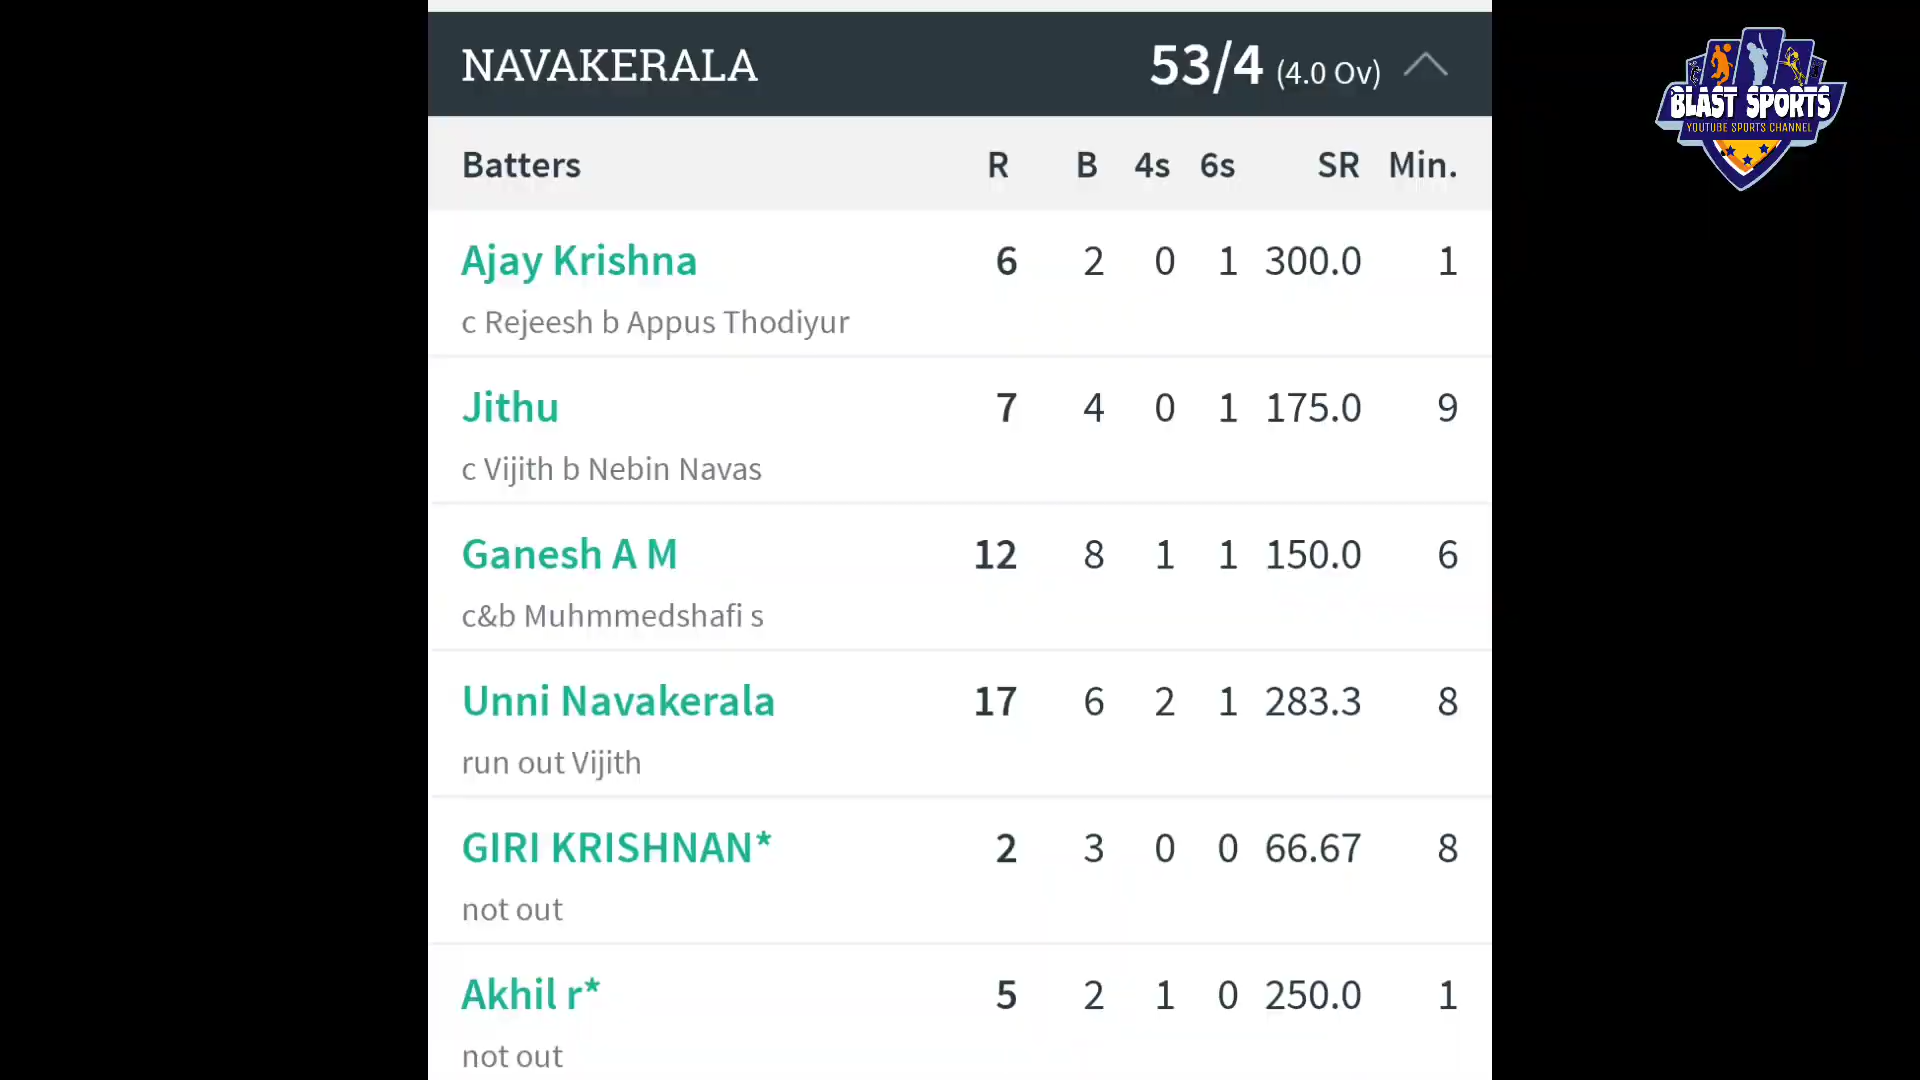 NAVAKERALA 53/4 (4.0 Ov)
BLAST SPORTS
YOUTUBE SPORTS CHANNEL
Batters R B 4s 6s SR Min.
Ajay Krishna 6 2 0 1 300.0 1
c Rejeesh b Appus Thodiyur
Jithu 7 4 0 1 175.0 9
c Vijith b Nebin Navas
Ganesh A M 12 8 1 1 150.0 6
c&b Muhmmedshafi s
Unni Navakerala 17 6 2 1 283.3 8
run out Vijith
GIRI KRISHNAN* 2 3 0 0 66.67 8
not out
Akhil r* 5 2 1 0 250.0 1
not out